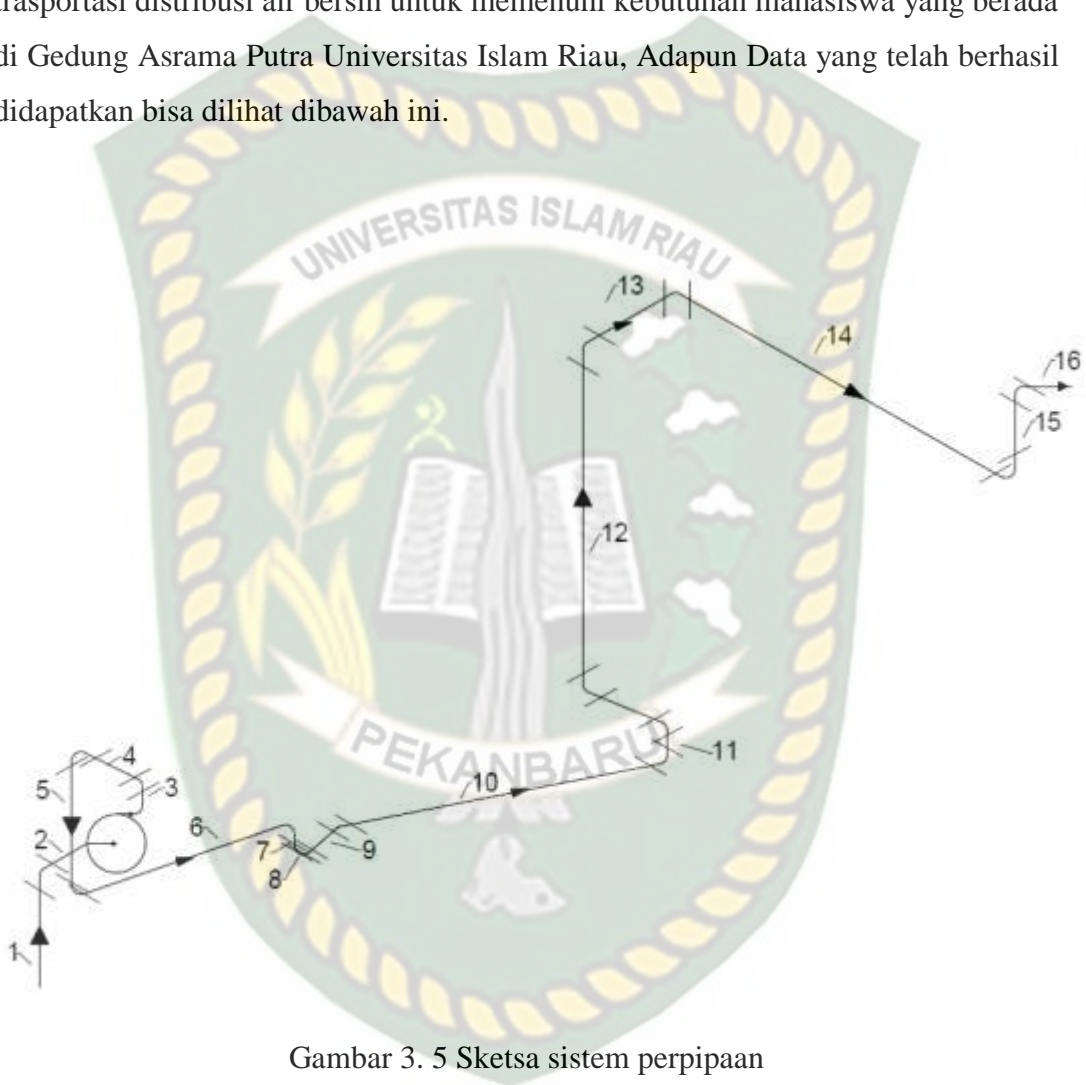 trasportasi distribusi air bersih untuk memenuhi kebutuhan mahasiswa yang berada
di Gedung Asrama Putra Universitas Islam Riau, Adapun Data yang telah berhasil
didapatkan bisa dilihat dibawah ini.
UNIVERSITAS ISLAM RIAU
13
14
16
15
12
PEKANBARU
11
10
4
3
5
6
2
7
9
8
1
Gambar 3. 5 Sketsa sistem perpipaan